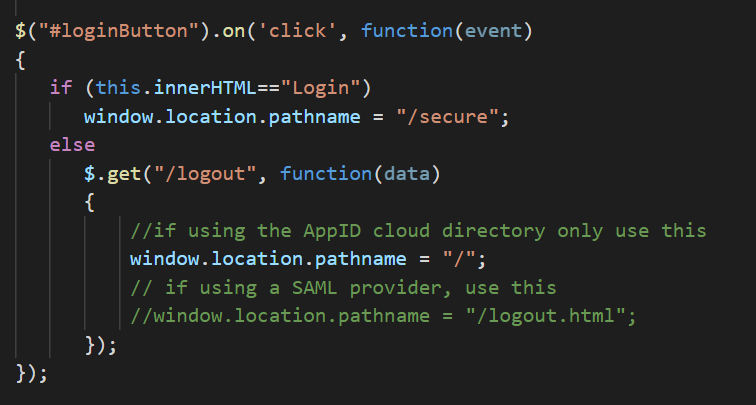 $("#loginButton").on('click', function(event)
{
if (this.innerHTML=="Login")
window.location.pathname = "/secure";
else
$.get("/logout", function(data)
{
//if using the AppID cloud directory only use this
window.location.pathname = "/";
// if using a SAML provider, use this
//window.location.pathname = "/logout.html";
});
});